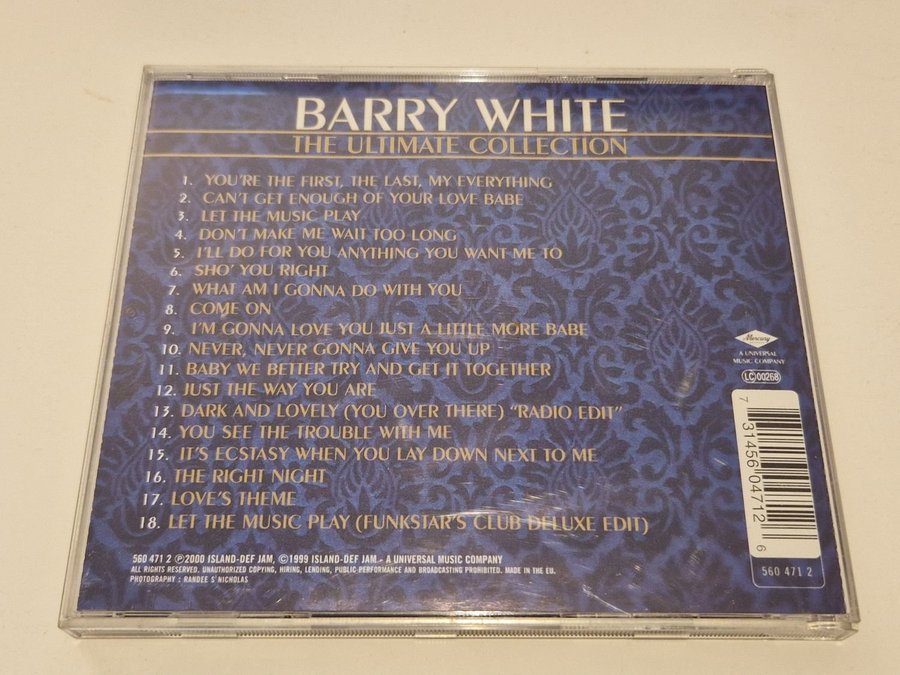 BARRY WHITE
THE ULTIMATE COLLECTION
1. YOU'RE THE FIRST, THE LAST, MY EVERYTHING
2. CAN'T GET ENOUGH OF YOUR LOVE BABE
3. LET THE MUSIC PLAY
4. DON'T MAKE ME WAIT TOO LONG
5. I'LL DO FOR YOU ANYTHING YOU WANT ME TO
6. SHO' YOU RIGHT
7. WHAT AM I GONNA DO WITH YOU
8. COME ON
9. I'M GONNA LOVE YOU JUST A LITTLE MORE BABE
10. NEVER, NEVER GONNA GIVE YOU UP
11. BABY WE BETTER TRY AND GET IT TOGETHER
12. JUST THE WAY YOU ARE
13. DARK AND LOVELY (YOU OVER THERE) "RADIO EDIT"
14. YOU SEE THE TROUBLE WITH ME
15. IT'S ECSTASY WHEN YOU LAY DOWN NEXT TO ME
16. THE RIGHT NIGHT
17. LOVE'S THEME
18. LET THE MUSIC PLAY (FUNKSTAR'S CLUB DELUXE EDIT)
Mercury
A UNIVERSAL
MUSIC COMPANY
LC 00268
7 31456 04712 6
560 471 2
560 471 2 ℗2000 ISLAND-DEF JAM, ©1999 ISLAND-DEF JAM - A UNIVERSAL MUSIC COMPANY
ALL RIGHTS RESERVED. UNAUTHORIZED COPYING, HIRING, LENDING, PUBLIC PERFORMANCE AND BROADCASTING PROHIBITED. MADE IN THE EU.
PHOTOGRAPHY : RANDEE S' NICHOLAS